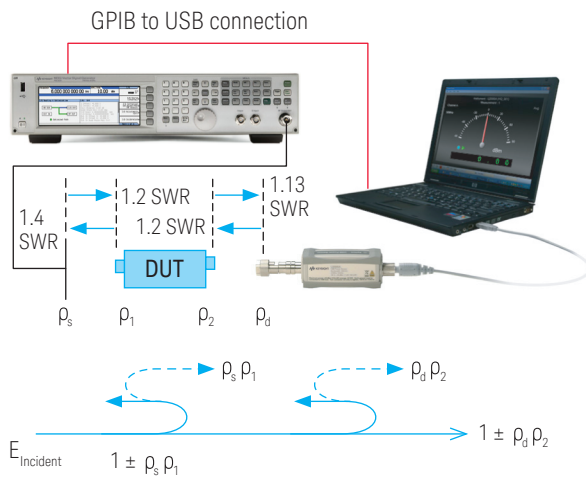 GPIB to USB connection
1.4 SWR
1.2 SWR
1.2 SWR
1.13 SWR
DUT
ρs
ρ1
ρ2
ρd
ρs ρ1
ρd ρ2
EIncident
1 ± ρs ρ1
1 ± ρd ρ2